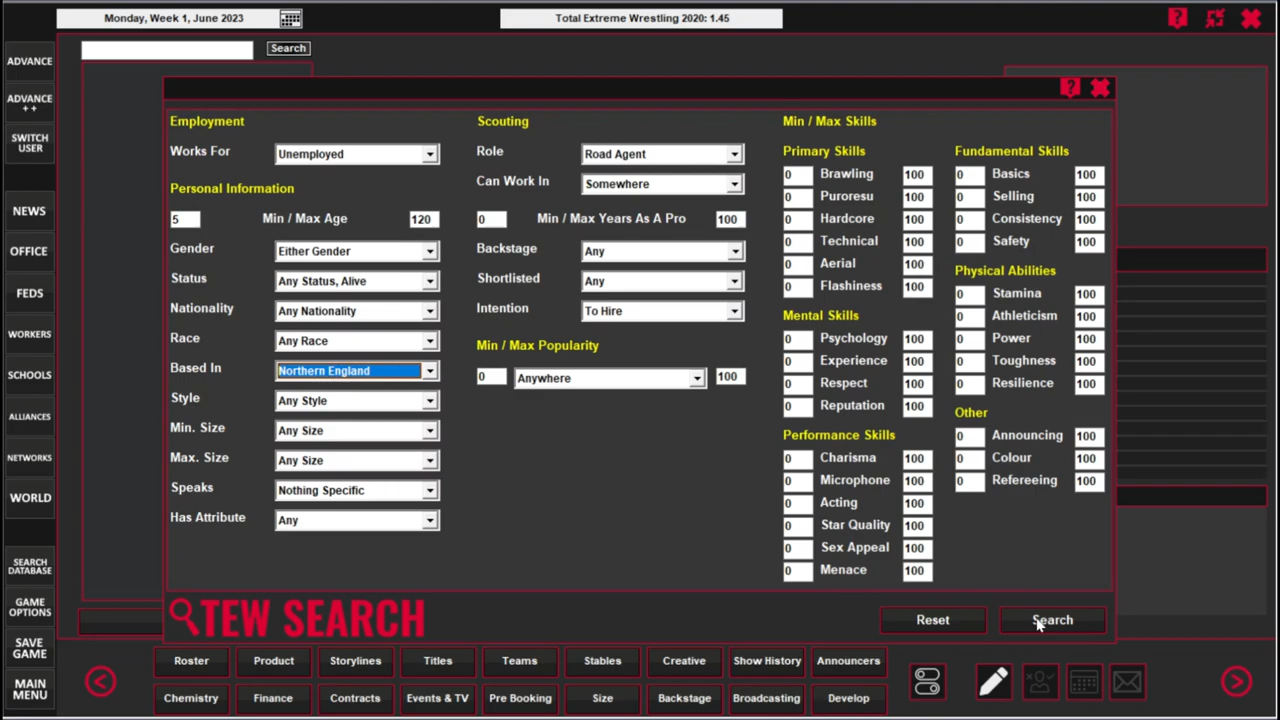 Monday, Week 1, June 2023
Total Extreme Wrestling 2020: 1.45
ADVANCE
ADVANCE
++
SWITCH
USER
NEWS
OFFICE
FEDS
WORKERS
SCHOOLS
ALLIANCES
NETWORKS
WORLD
SEARCH
DATABASE
GAME
OPTIONS
SAVE
GAME
MAIN
MENU
Search
Employment
Works For Unemployed
Personal Information
5 Min / Max Age 120
Gender Either Gender
Status Any Status, Alive
Nationality Any Nationality
Race Any Race
Based In Northern England
Style Any Style
Min. Size Any Size
Max. Size Any Size
Speaks Nothing Specific
Has Attribute Any
Scouting
Role Road Agent
Can Work In Somewhere
0 Min / Max Years As A Pro 100
Backstage Any
Shortlisted Any
Intention To Hire
Min / Max Popularity
0 Anywhere 100
Min / Max Skills
Primary Skills
0 Brawling 100
0 Puroresu 100
0 Hardcore 100
0 Technical 100
0 Aerial 100
0 Flashiness 100
Mental Skills
0 Psychology 100
0 Experience 100
0 Respect 100
0 Reputation 100
Performance Skills
0 Charisma 100
0 Microphone 100
0 Acting 100
0 Star Quality 100
0 Sex Appeal 100
0 Menace 100
Fundamental Skills
0 Basics 100
0 Selling 100
0 Consistency 100
0 Safety 100
Physical Abilities
0 Stamina 100
0 Athleticism 100
0 Power 100
0 Toughness 100
0 Resilience 100
Other
0 Announcing 100
0 Colour 100
0 Refereeing 100
TEW SEARCH
Reset Search
Roster Product Storylines Titles Teams Stables Creative Show History Announcers
Chemistry Finance Contracts Events & TV Pre Booking Size Backstage Broadcasting Develop